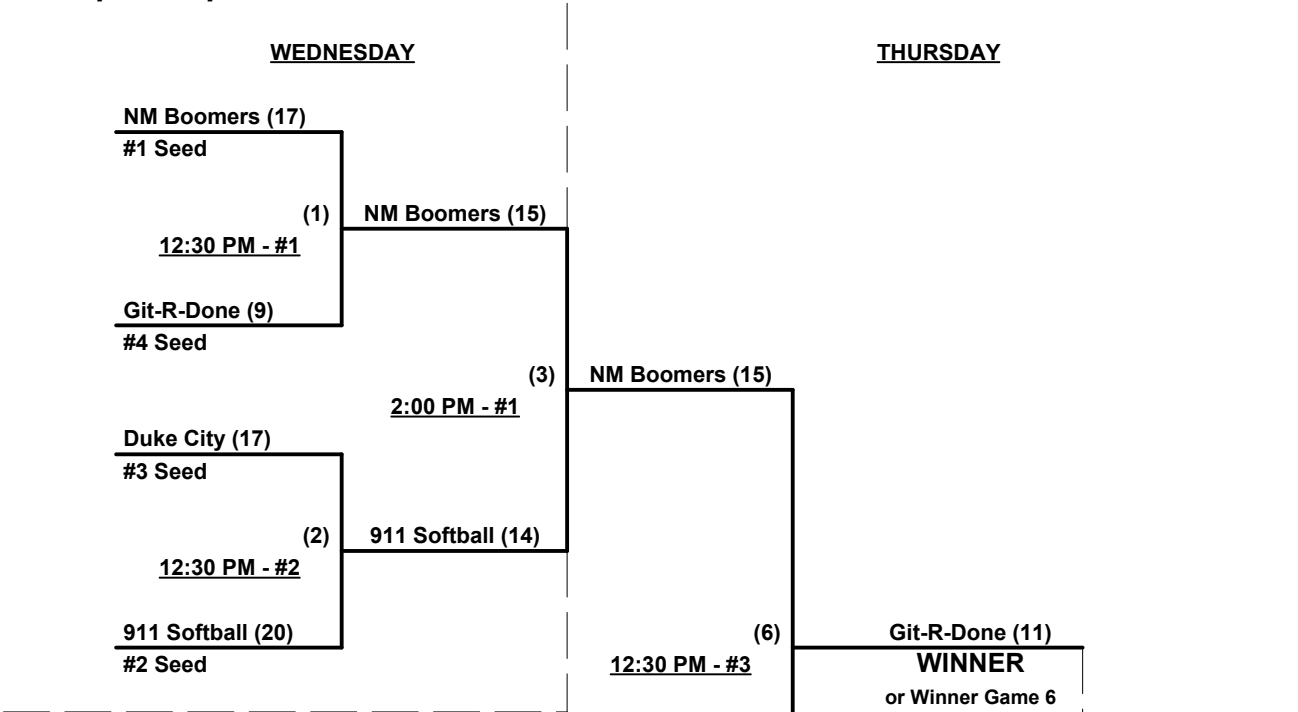 WEDNESDAY THURSDAY
NM Boomers (17)
#1 Seed
(1) NM Boomers (15)
12:30 PM - #1
Git-R-Done (9)
#4 Seed
(3) NM Boomers (15)
2:00 PM - #1
Duke City (17)
#3 Seed
(2) 911 Softball (14)
12:30 PM - #2
911 Softball (20) (6) Git-R-Done (11)
#2 Seed 12:30 PM - #3 WINNER
or Winner Game 6